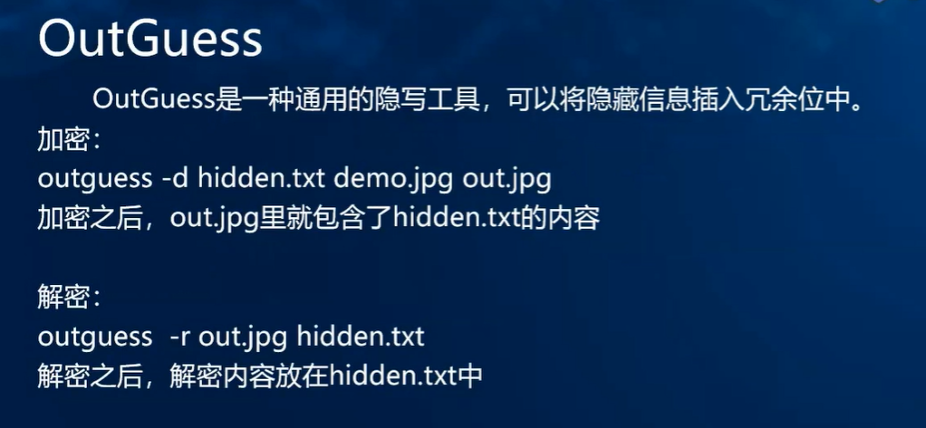 OutGuess
OutGuess是一种通用的隐写工具，可以将隐藏信息插入冗余位中。
加密：
outguess -d hidden.txt demo.jpg out.jpg
加密之后，out.jpg里就包含了hidden.txt的内容
解密：
outguess  -r out.jpg hidden.txt
解密之后，解密内容放在hidden.txt中